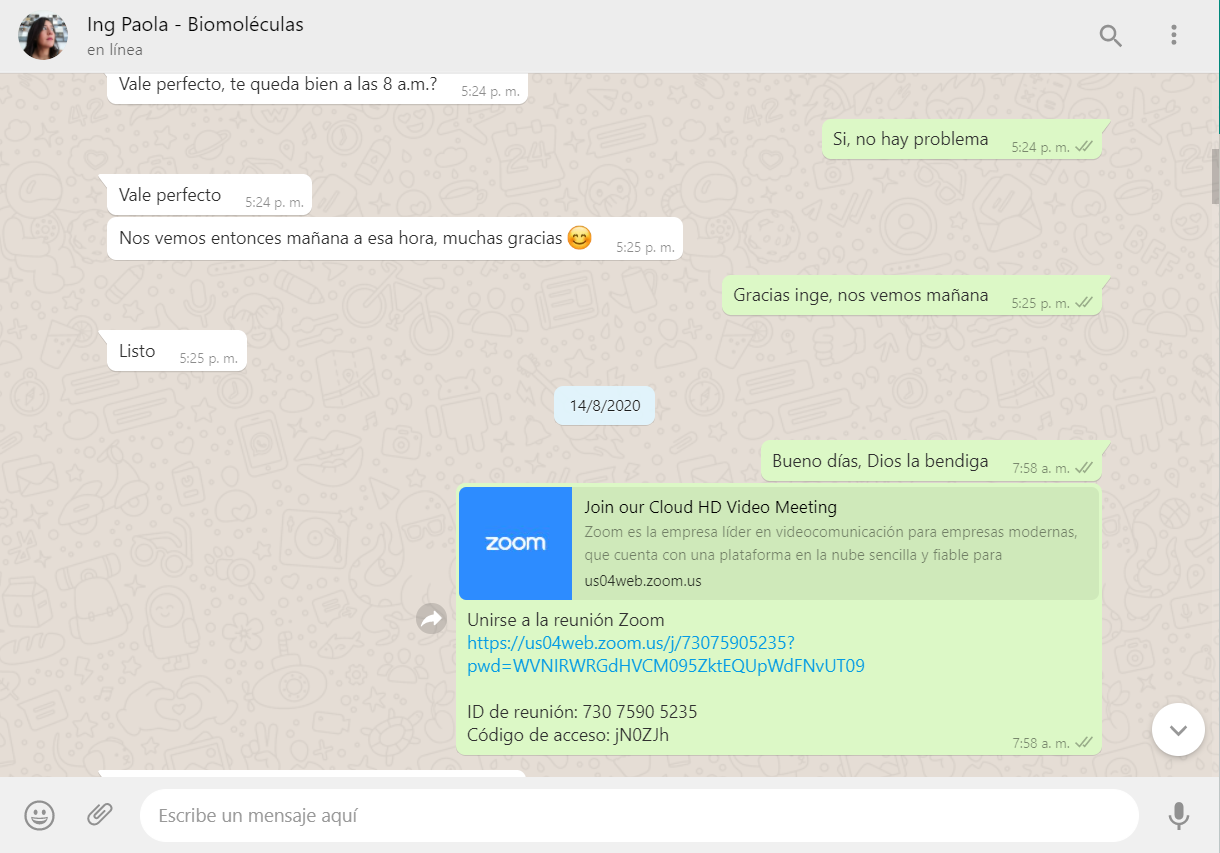 Ing Paola - Biomoléculas
en línea
Vale perfecto, te queda bien a las 8 a.m.?
5:24 p. m.
Si, no hay problema
5:24 p. m.
Vale perfecto
5:24 p. m.
Nos vemos entonces mañana a esa hora, muchas gracias 😊
5:25 p. m.
Gracias inge, nos vemos mañana
5:25 p. m.
Listo
5:25 p. m.
14/8/2020
Bueno días, Dios la bendiga
7:58 a. m.
zoom
Join our Cloud HD Video Meeting
Zoom es la empresa líder en videocomunicación para empresas modernas,
que cuenta con una plataforma en la nube sencilla y fiable para
us04web.zoom.us
Unirse a la reunión Zoom
https://us04web.zoom.us/j/73075905235?
pwd=WVNIRWRGdHVCM095ZktEQUpWdFNvUT09
ID de reunión: 730 7590 5235
Código de acceso: jN0ZJh
7:58 a. m.
Escribe un mensaje aquí